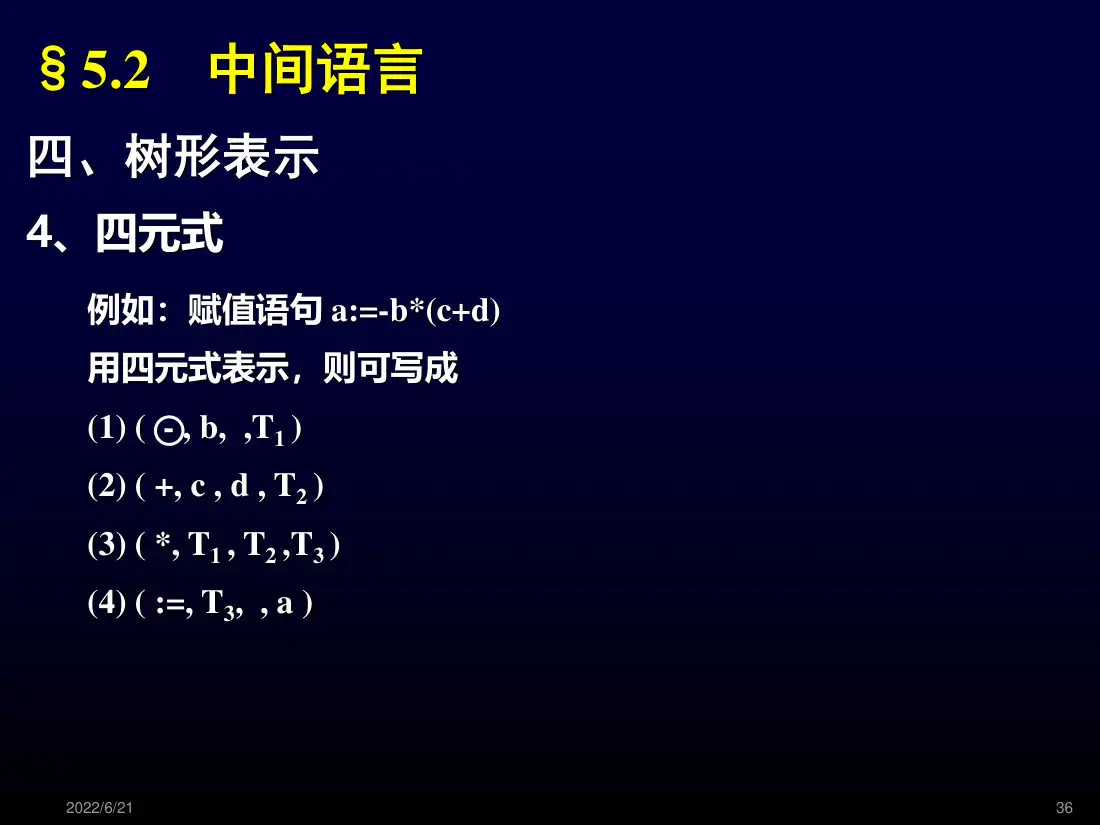 §5.2 中间语言
四、树形表示
4、四元式
例如：赋值语句 a:=-b*(c+d)
用四元式表示，则可写成
(1) ( ⊖, b, ,T₁ )
(2) ( +, c , d , T₂ )
(3) ( *, T₁ , T₂ ,T₃ )
(4) ( :=, T₃, , a )
2022/6/21
36